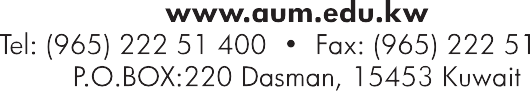 www.aum.edu.kw
Tel: (965) 222 51 400 • Fax: (965) 222 51
P.O.BOX:220 Dasman, 15453 Kuwait